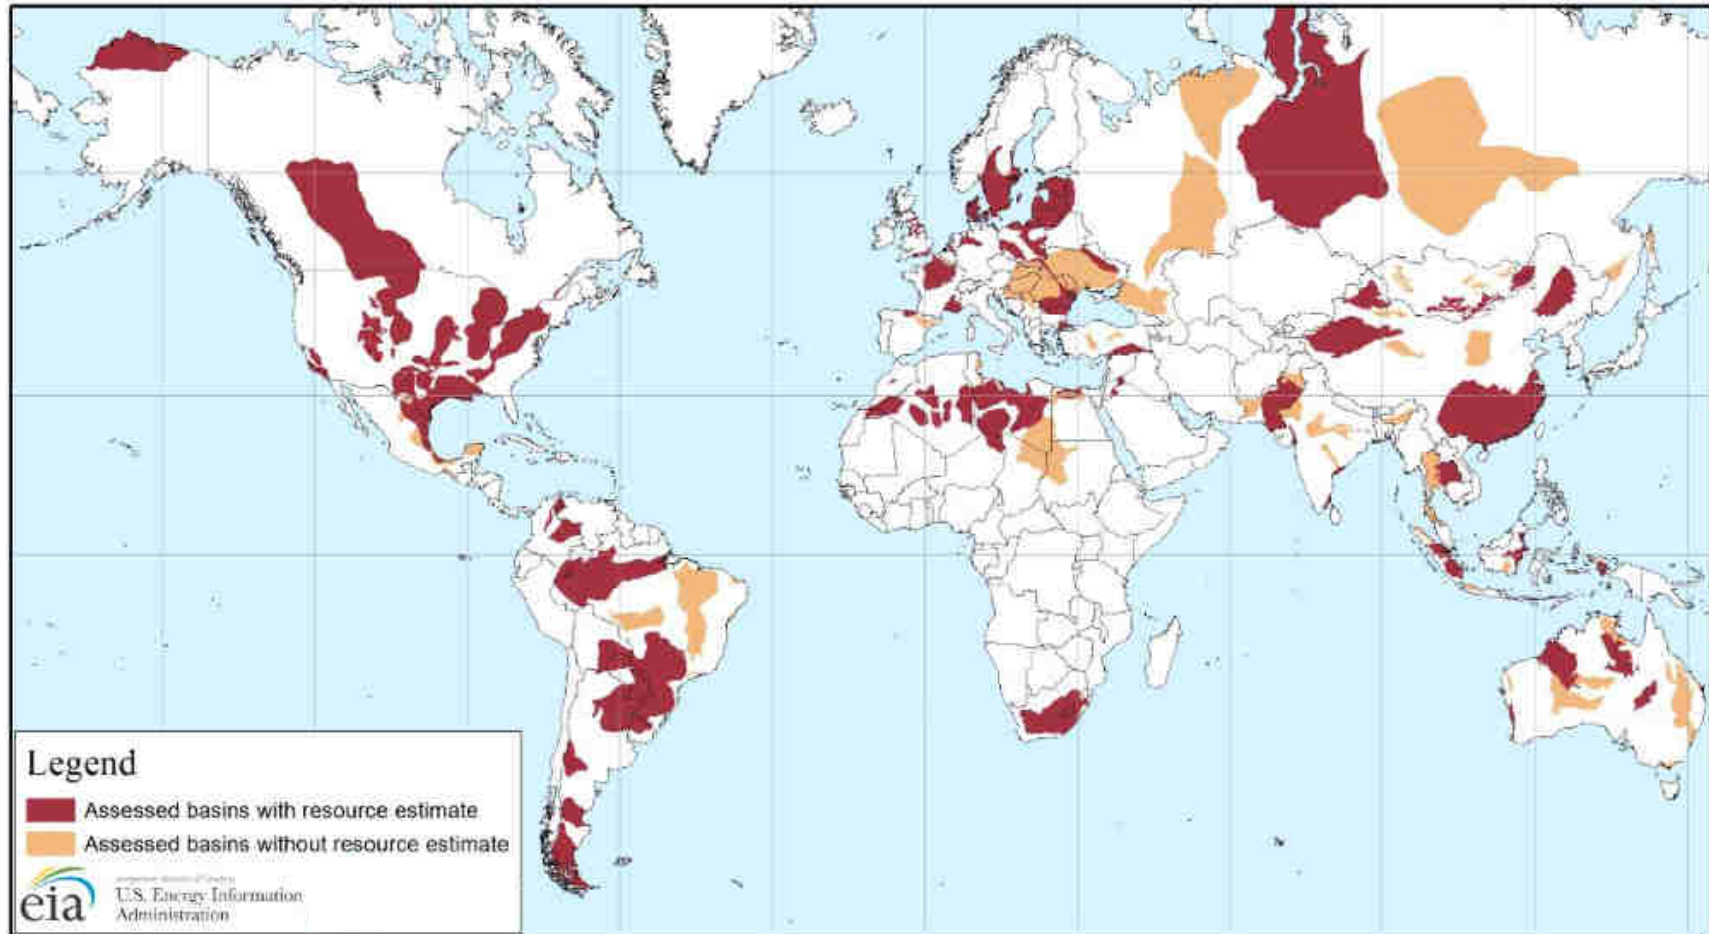 Legend
Assessed basins with resource estimate
Assessed basins without resource estimate
eia
U.S. Energy Information
Administration